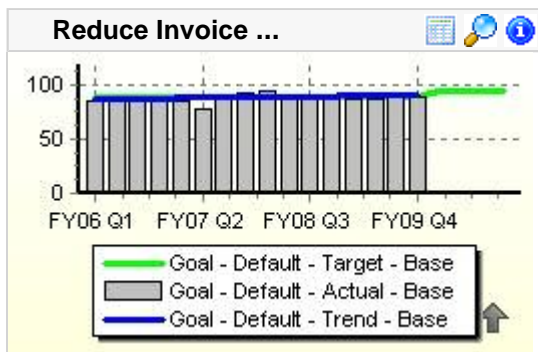 Reduce Invoice ...
100
50
0
FY06 Q1 FY07 Q2 FY08 Q3 FY09 Q4
Goal - Default - Target - Base
Goal - Default - Actual - Base
Goal - Default - Trend - Base